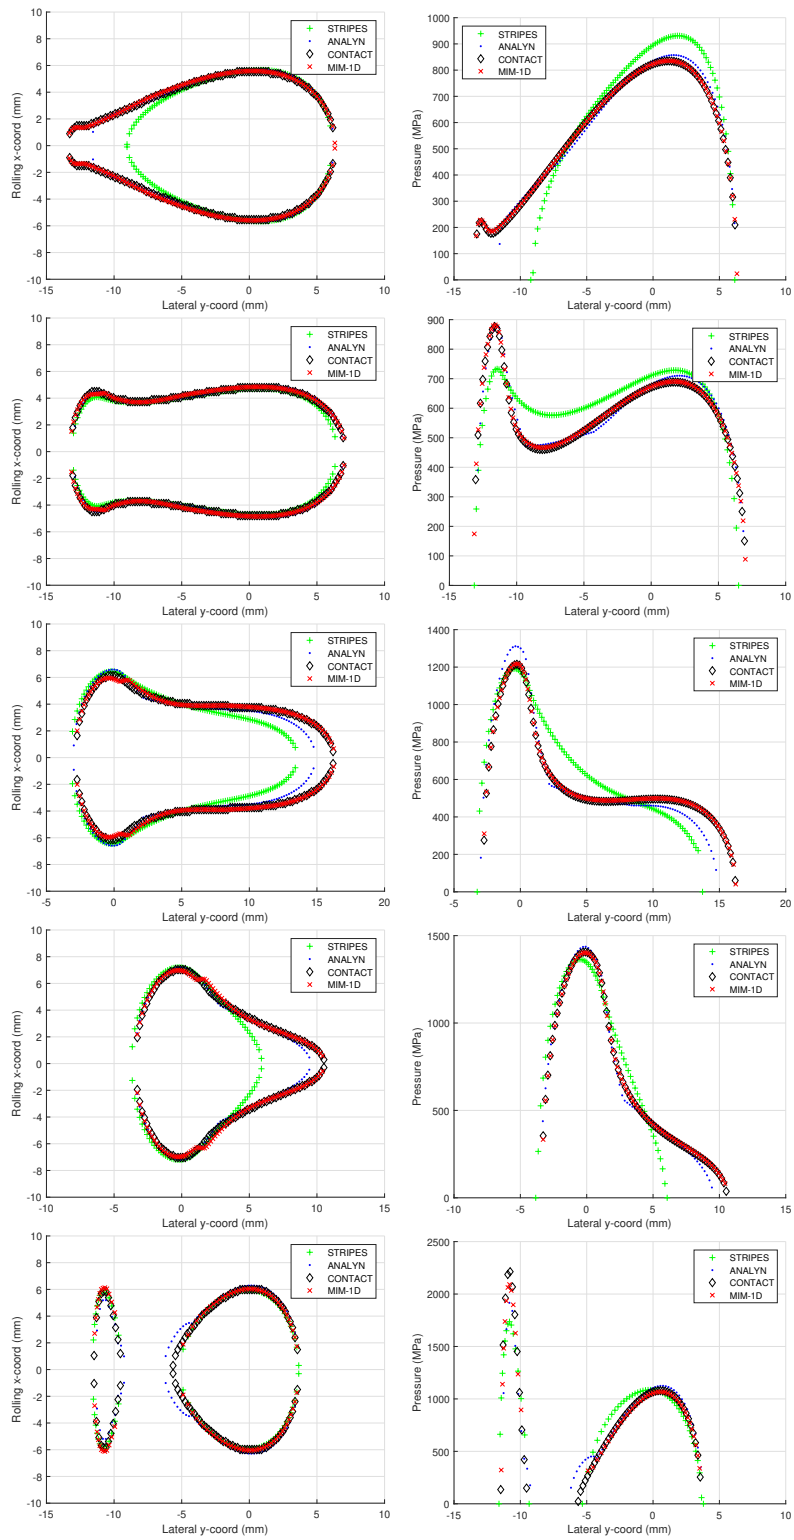 10
8
6
4
2
0
-2
-4
-6
-8
-10
Rolling x-coord (mm)
STRIPES
ANALYN
CONTACT
MIM-1D
-15 -10 -5 0 5 10
Lateral y-coord (mm)
1000
900
800
700
600
500
400
300
200
100
0
Pressure (MPa)
STRIPES
ANALYN
CONTACT
MIM-1D
-15 -10 -5 0 5 10
Lateral y-coord (mm)
10
8
6
4
2
0
-2
-4
-6
-8
-10
Rolling x-coord (mm)
STRIPES
ANALYN
CONTACT
MIM-1D
-15 -10 -5 0 5 10
Lateral y-coord (mm)
900
800
700
600
500
400
300
200
100
0
Pressure (MPa)
STRIPES
ANALYN
CONTACT
MIM-1D
-15 -10 -5 0 5 10
Lateral y-coord (mm)
10
8
6
4
2
0
-2
-4
-6
-8
-10
Rolling x-coord (mm)
STRIPES
ANALYN
CONTACT
MIM-1D
-5 0 5 10 15 20
Lateral y-coord (mm)
1400
1200
1000
800
600
400
200
0
Pressure (MPa)
STRIPES
ANALYN
CONTACT
MIM-1D
-5 0 5 10 15 20
Lateral y-coord (mm)
10
8
6
4
2
0
-2
-4
-6
-8
-10
Rolling x-coord (mm)
STRIPES
ANALYN
CONTACT
MIM-1D
-10 -5 0 5 10 15
Lateral y-coord (mm)
1500
1000
500
0
Pressure (MPa)
STRIPES
ANALYN
CONTACT
MIM-1D
-10 -5 0 5 10 15
Lateral y-coord (mm)
10
8
6
4
2
0
-2
-4
-6
-8
-10
Rolling x-coord (mm)
STRIPES
ANALYN
CONTACT
MIM-1D
-15 -10 -5 0 5 10
Lateral y-coord (mm)
2500
2000
1500
1000
500
0
Pressure (MPa)
STRIPES
ANALYN
CONTACT
MIM-1D
-15 -10 -5 0 5 10
Lateral y-coord (mm)